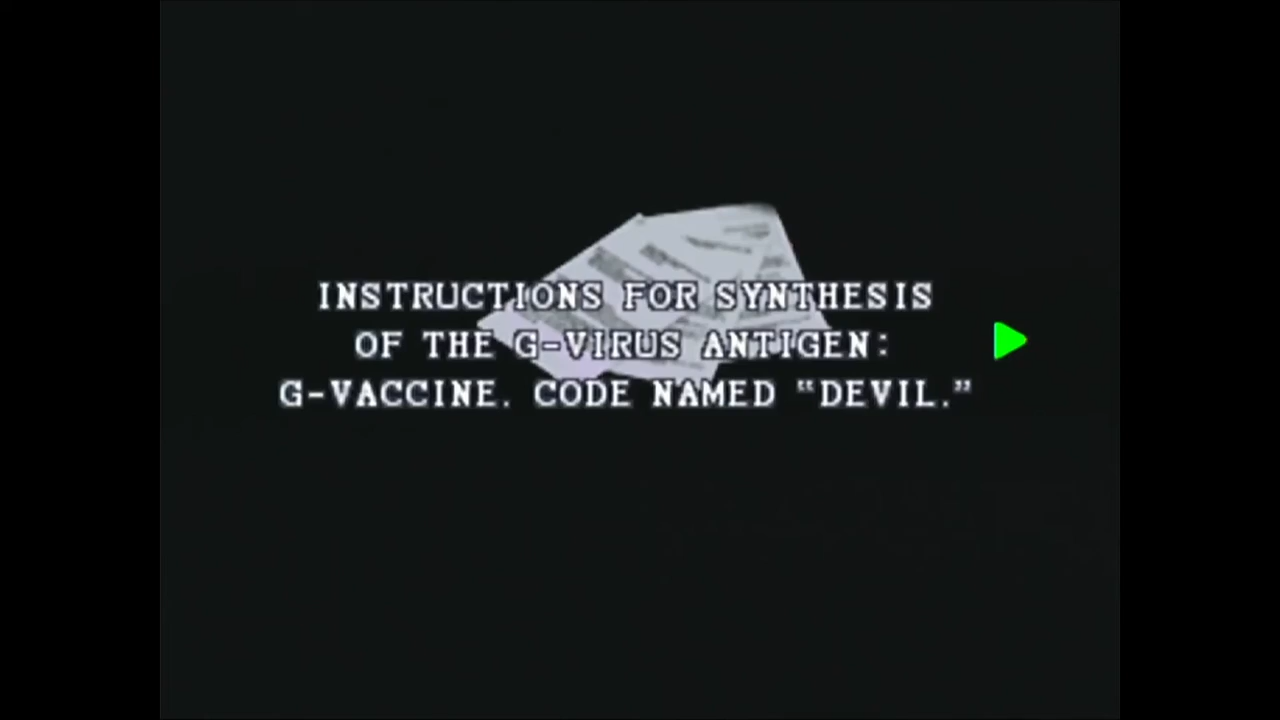 INSTRUCTIONS FOR SYNTHESIS
OF THE G-VIRUS ANTIGEN:
G-VACCINE. CODE NAMED “DEVIL.”